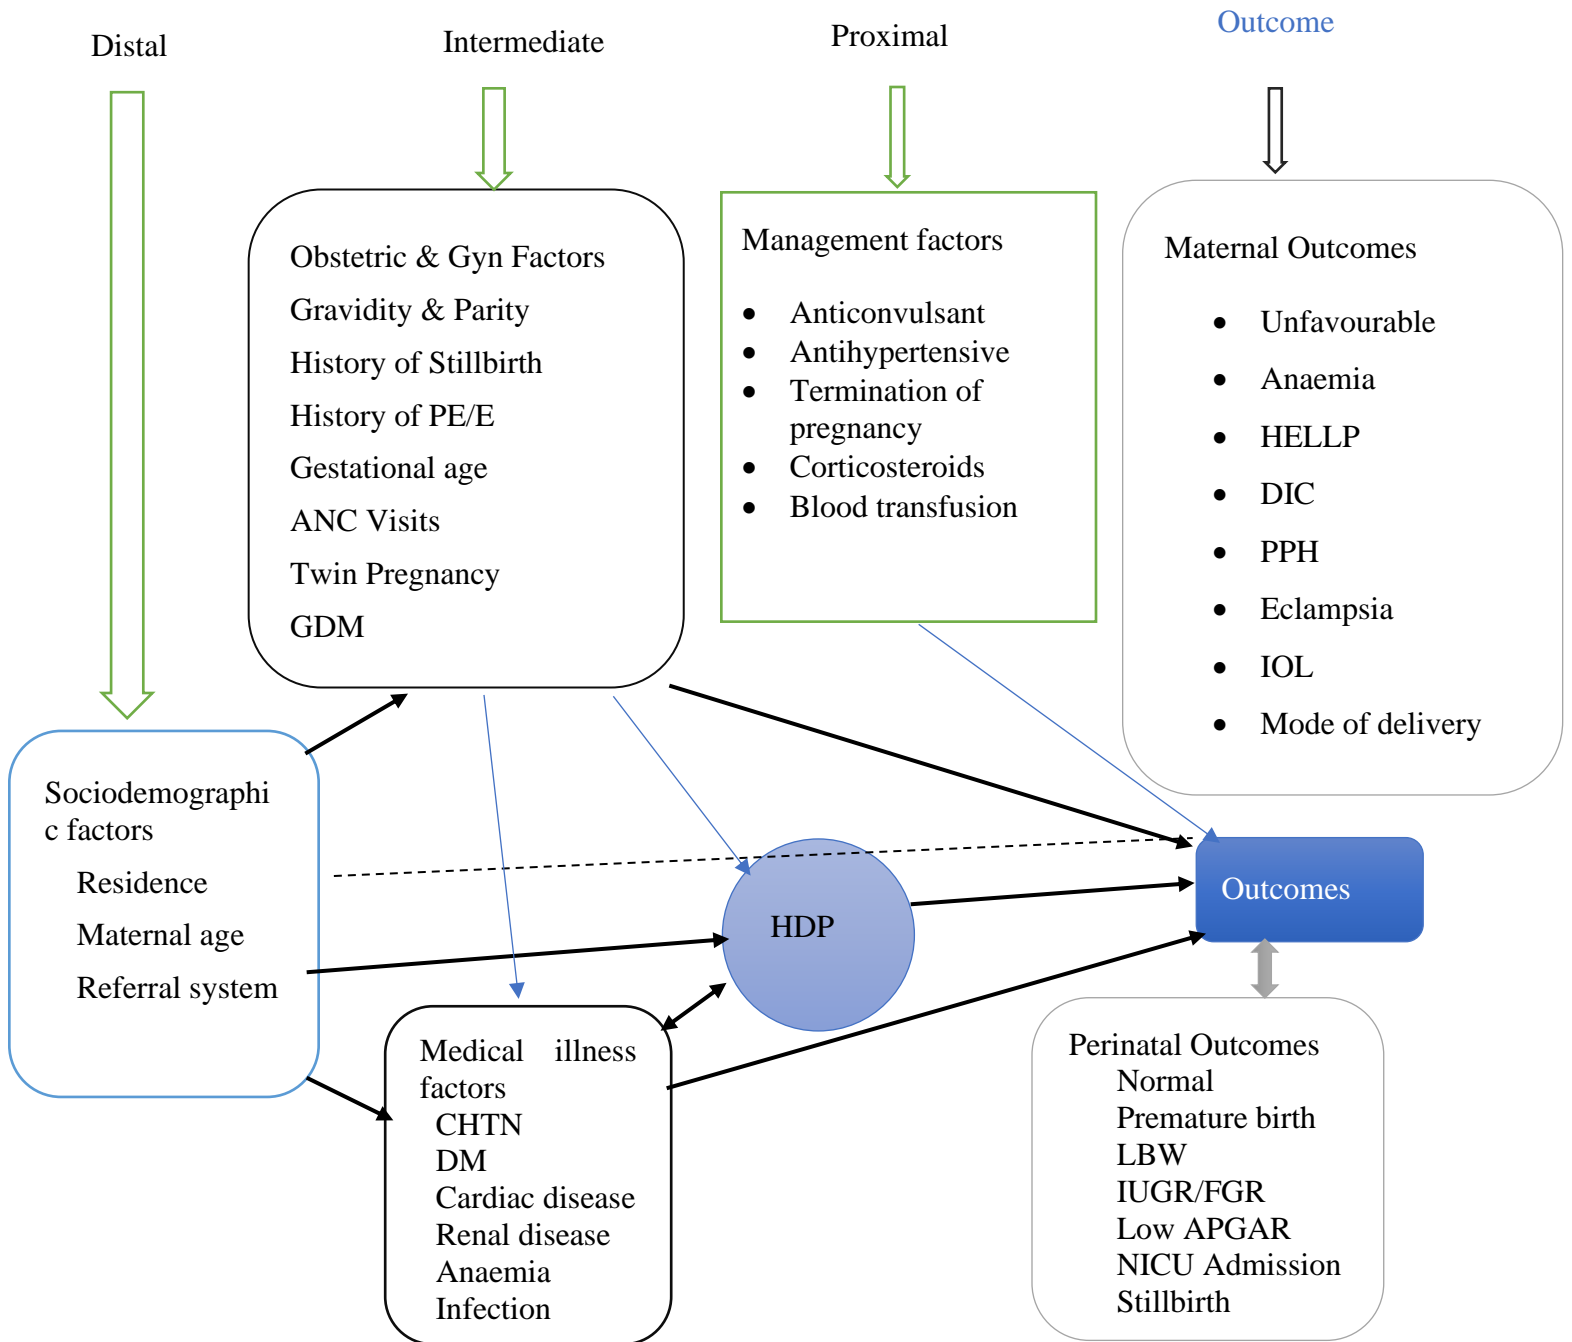 Distal
Intermediate
Proximal
Outcome
Obstetric & Gyn Factors
Gravidity & Parity
History of Stillbirth
History of PE/E
Gestational age
ANC Visits
Twin Pregnancy
GDM
Management factors
• Anticonvulsant
• Antihypertensive
• Termination of
pregnancy
• Corticosteroids
• Blood transfusion
Maternal Outcomes
• Unfavourable
• Anaemia
• HELLP
• DIC
• PPH
• Eclampsia
• IOL
• Mode of delivery
Sociodemographi
c factors
Residence
Maternal age
Referral system
HDP
Outcomes
Medical illness
factors
CHTN
DM
Cardiac disease
Renal disease
Anaemia
Infection
Perinatal Outcomes
Normal
Premature birth
LBW
IUGR/FGR
Low APGAR
NICU Admission
Stillbirth